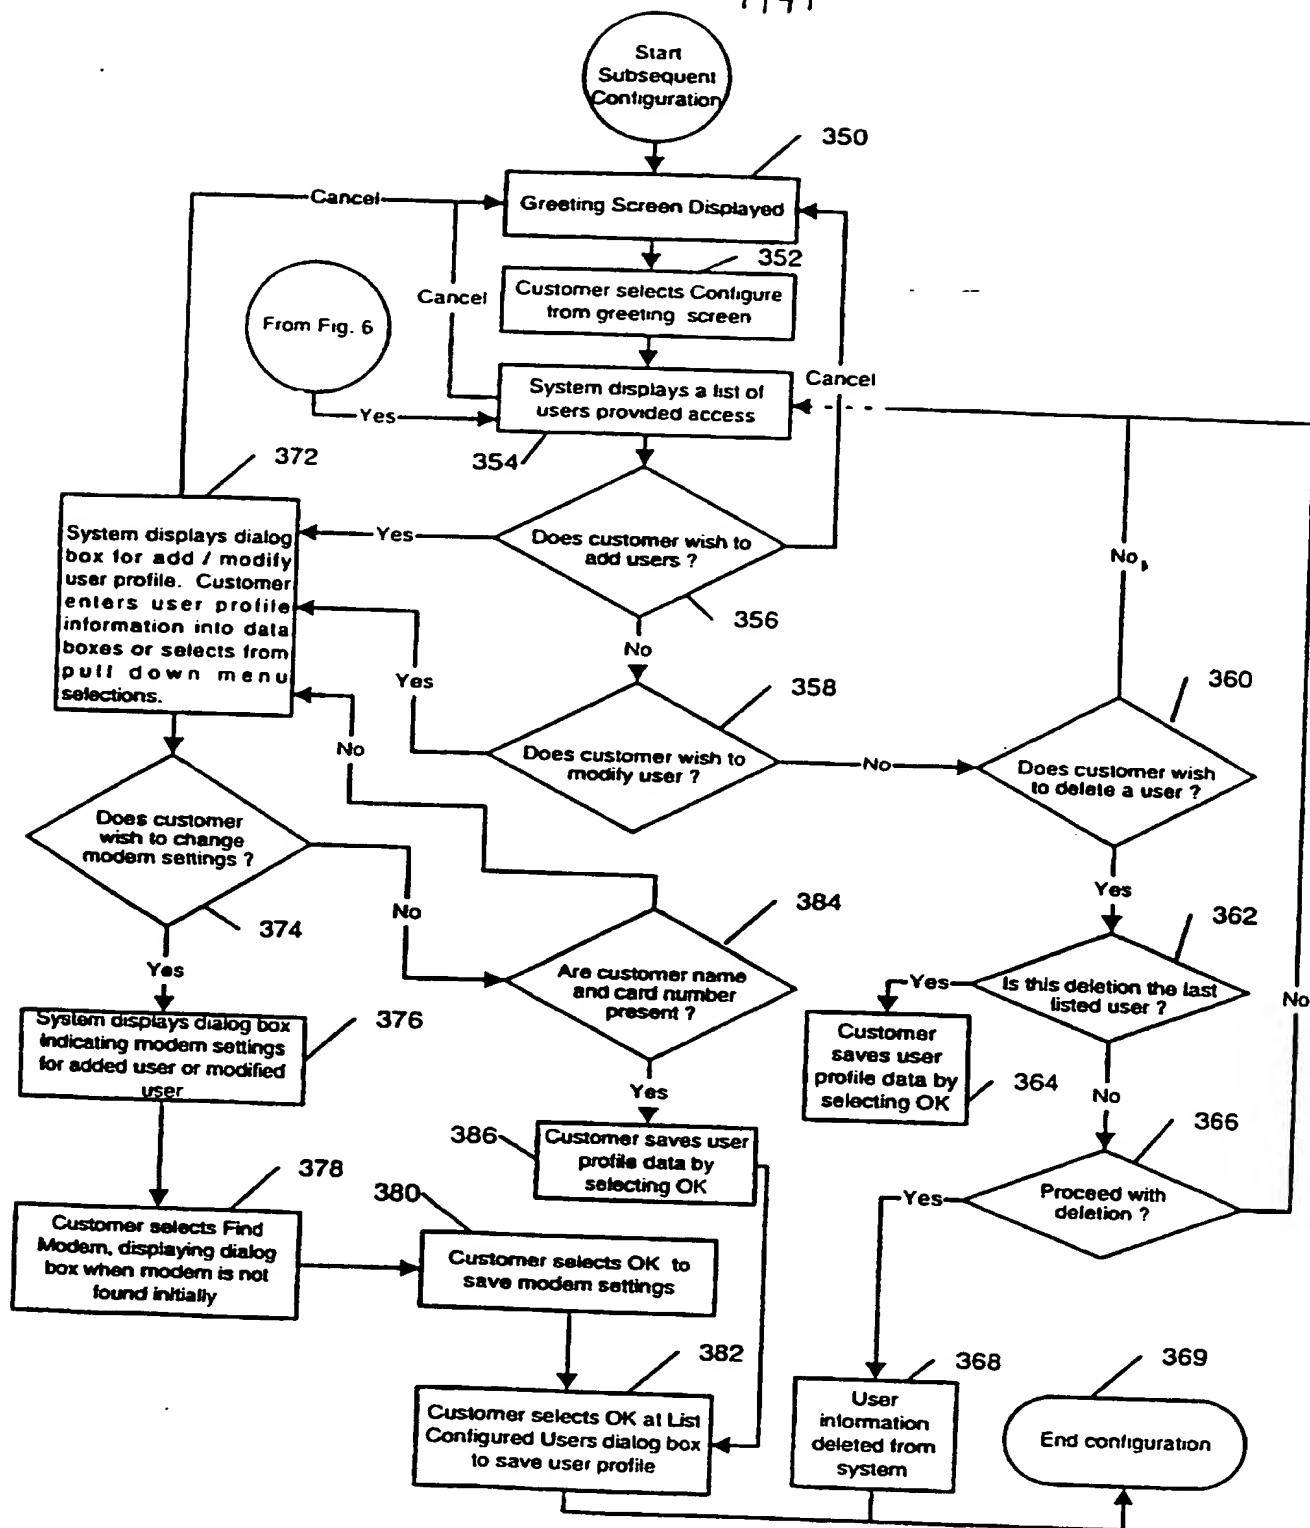 Start
Subsequent
Configuration
350
Cancel
Greeting Screen Displayed
352
Cancel
Customer selects Configure
from greeting screen
From Fig. 6
Cancel
System displays a list of
users provided access
Yes
354
372
System displays dialog
box for add / modify
user profile. Customer
enters user profile
information into data
boxes or selects from
pull down menu
selections.
Yes
Does customer wish to
add users ?
356
No
No
Yes
358
360
No
Does customer wish to
modify user ?
No
Does customer wish
to delete a user ?
Does customer
wish to change
modem settings ?
374
No
384
Yes
362
Yes
Are customer name
and card number
present ?
Yes
Is this deletion the last
listed user ?
No
System displays dialog box
indicating modem settings
for added user or modified
user
376
Customer
saves user
profile data by
selecting OK
364
Yes
No
386
Customer saves user
profile data by
selecting OK
366
378
380
Yes
Proceed with
deletion ?
Customer selects Find
Modem, displaying dialog
box when modem is not
found initially
Customer selects OK to
save modem settings
382
368
369
Customer selects OK at List
Configured Users dialog box
to save user profile
User
information
deleted from
system
End configuration